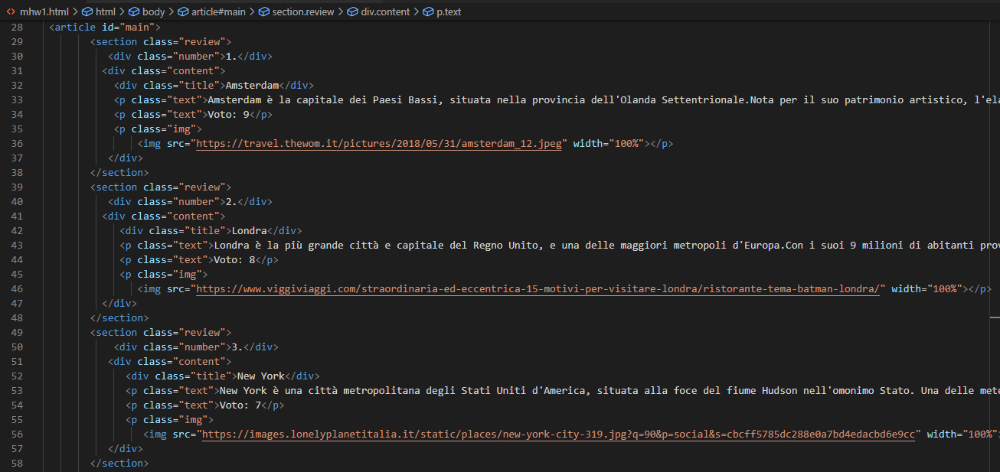 mhw1.html > html > body > article#main > section.review > div.content > p.text
28 <article id="main">
29 <section class="review">
30 <div class="number">1.</div>
31 <div class="content">
32 <div class="title">Amsterdam</div>
33 <p class="text">Amsterdam è la capitale dei Paesi Bassi, situata nella provincia dell'Olanda Settentrionale.Nota per il suo patrimonio artistico, l'ela
34 <p class="text">Voto: 9</p>
35 <p class="img">
36 <img src="https://travel.thewom.it/pictures/2018/05/31/amsterdam_12.jpeg" width="100%"></p>
37 </div>
38 </section>
39 <section class="review">
40 <div class="number">2.</div>
41 <div class="content">
42 <div class="title">Londra</div>
43 <p class="text">Londra è la più grande città e capitale del Regno Unito, e una delle maggiori metropoli d'Europa.Con i suoi 9 milioni di abitanti prov
44 <p class="text">Voto: 8</p>
45 <p class="img">
46 <img src="https://www.viggiviaggi.com/straordinaria-ed-eccentrica-15-motivi-per-visitare-londra/ristorante-tema-batman-londra/" width="100%"></p>
47 </div>
48 </section>
49 <section class="review">
50 <div class="number">3.</div>
51 <div class="content">
52 <div class="title">New York</div>
53 <p class="text">New York è una città metropolitana degli Stati Uniti d'America, situata alla foce del fiume Hudson nell'omonimo Stato. Una delle mete
54 <p class="text">Voto: 7</p>
55 <p class="img">
56 <img src="https://images.lonelyplanetitalia.it/static/places/new-york-city-319.jpg?q=90&p=social&s=cbcff5785dc288e0a7bd4edacbd6e9cc" width="100%">
57 </div>
58 </section>